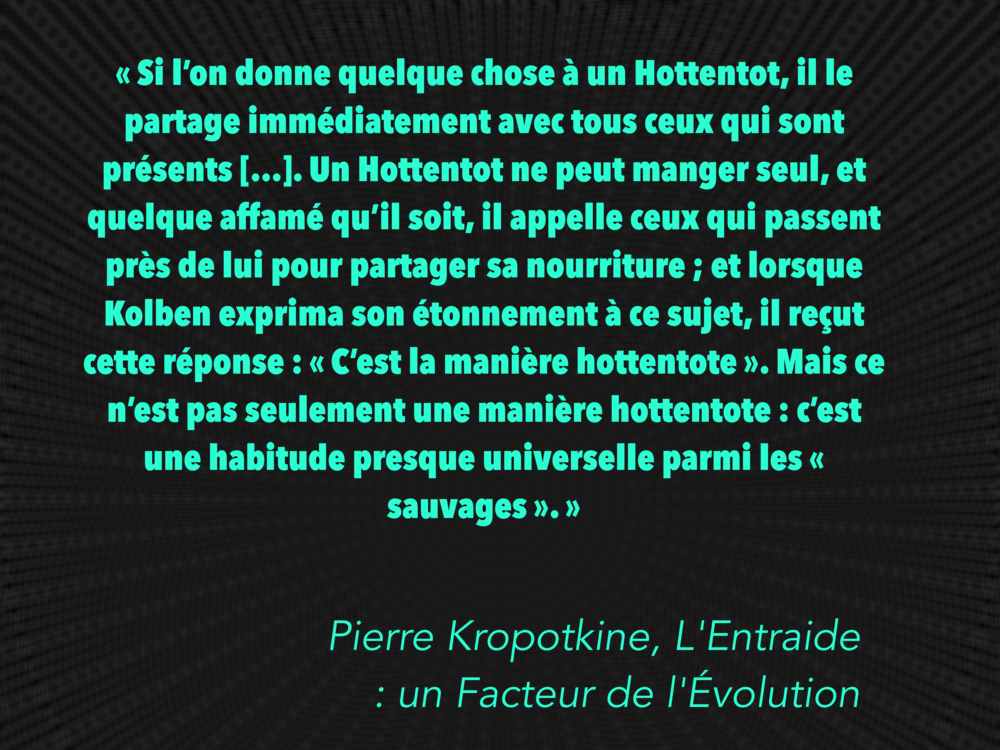 « Si l’on donne quelque chose à un Hottentot, il le
partage immédiatement avec tous ceux qui sont
présents [...]. Un Hottentot ne peut manger seul, et
quelque affamé qu’il soit, il appelle ceux qui passent
près de lui pour partager sa nourriture ; et lorsque
Kolben exprima son étonnement à ce sujet, il reçut
cette réponse : « C’est la manière hottentote ». Mais ce
n’est pas seulement une manière hottentote : c’est
une habitude presque universelle parmi les «
sauvages ». »
Pierre Kropotkine, L'Entraide
: un Facteur de l'Évolution